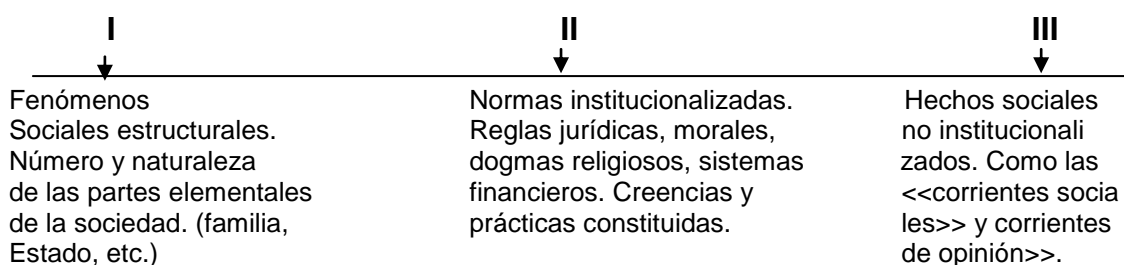 I
II
III
Fenómenos
Sociales estructurales.
Número y naturaleza
de las partes elementales
de la sociedad. (familia,
Estado, etc.)
Normas institucionalizadas.
Reglas jurídicas, morales,
dogmas religiosos, sistemas
financieros. Creencias y
prácticas constituidas.
Hechos sociales
no institucionali
zados. Como las
<<corrientes socia
les>> y corrientes
de opinión>>.